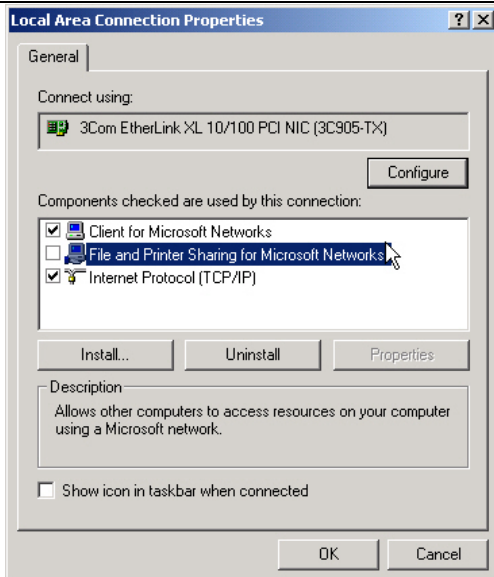 Local Area Connection Properties
General
Connect using:
3Com EtherLink XL 10/100 PCI NIC (3C905-TX)
Configure
Components checked are used by this connection:
Client for Microsoft Networks
File and Printer Sharing for Microsoft Networks
Internet Protocol (TCP/IP)
Install... Uninstall Properties
Description
Allows other computers to access resources on your computer
using a Microsoft network.
Show icon in taskbar when connected
OK Cancel